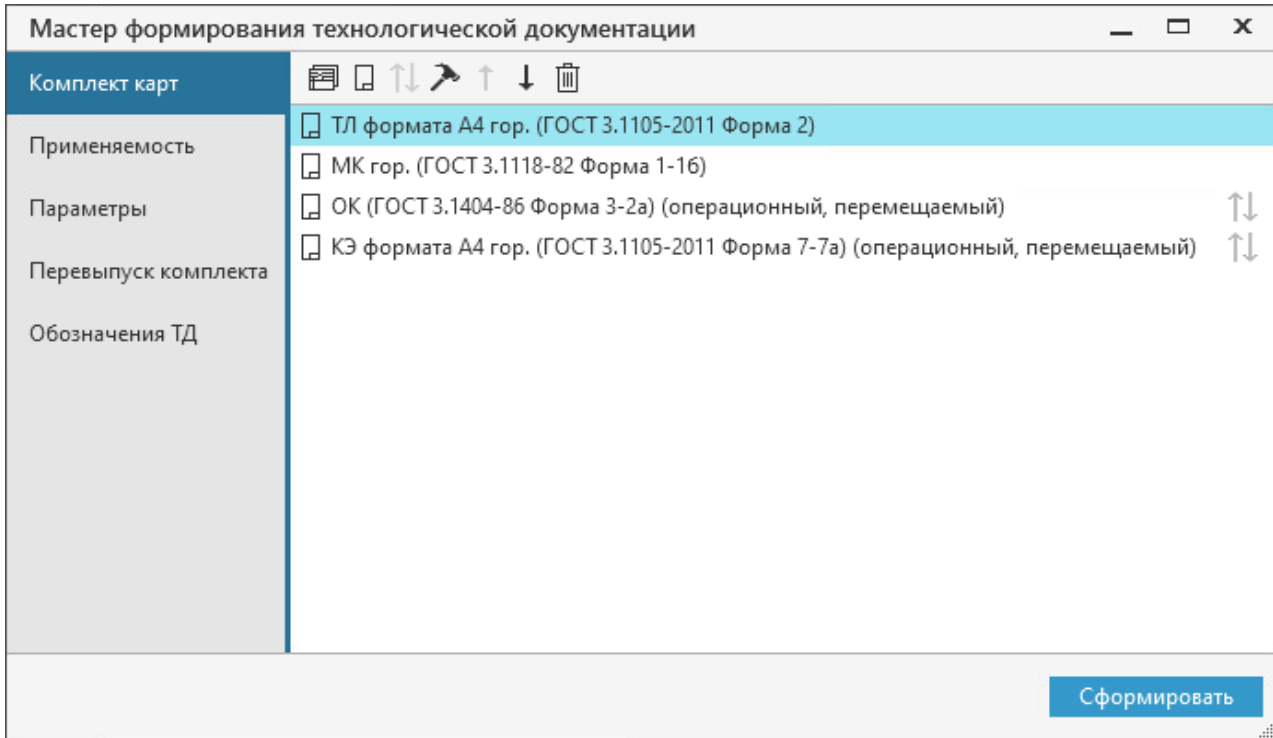 Мастер формирования технологической документации
Комплект карт
Применяемость
Параметры
Перевыпуск комплекта
Обозначения ТД
ТЛ формата А4 гор. (ГОСТ 3.1105-2011 Форма 2)
МК гор. (ГОСТ 3.1118-82 Форма 1-1б)
ОК (ГОСТ 3.1404-86 Форма 3-2а) (операционный, перемещаемый)
КЭ формата А4 гор. (ГОСТ 3.1105-2011 Форма 7-7а) (операционный, перемещаемый)
Сформировать